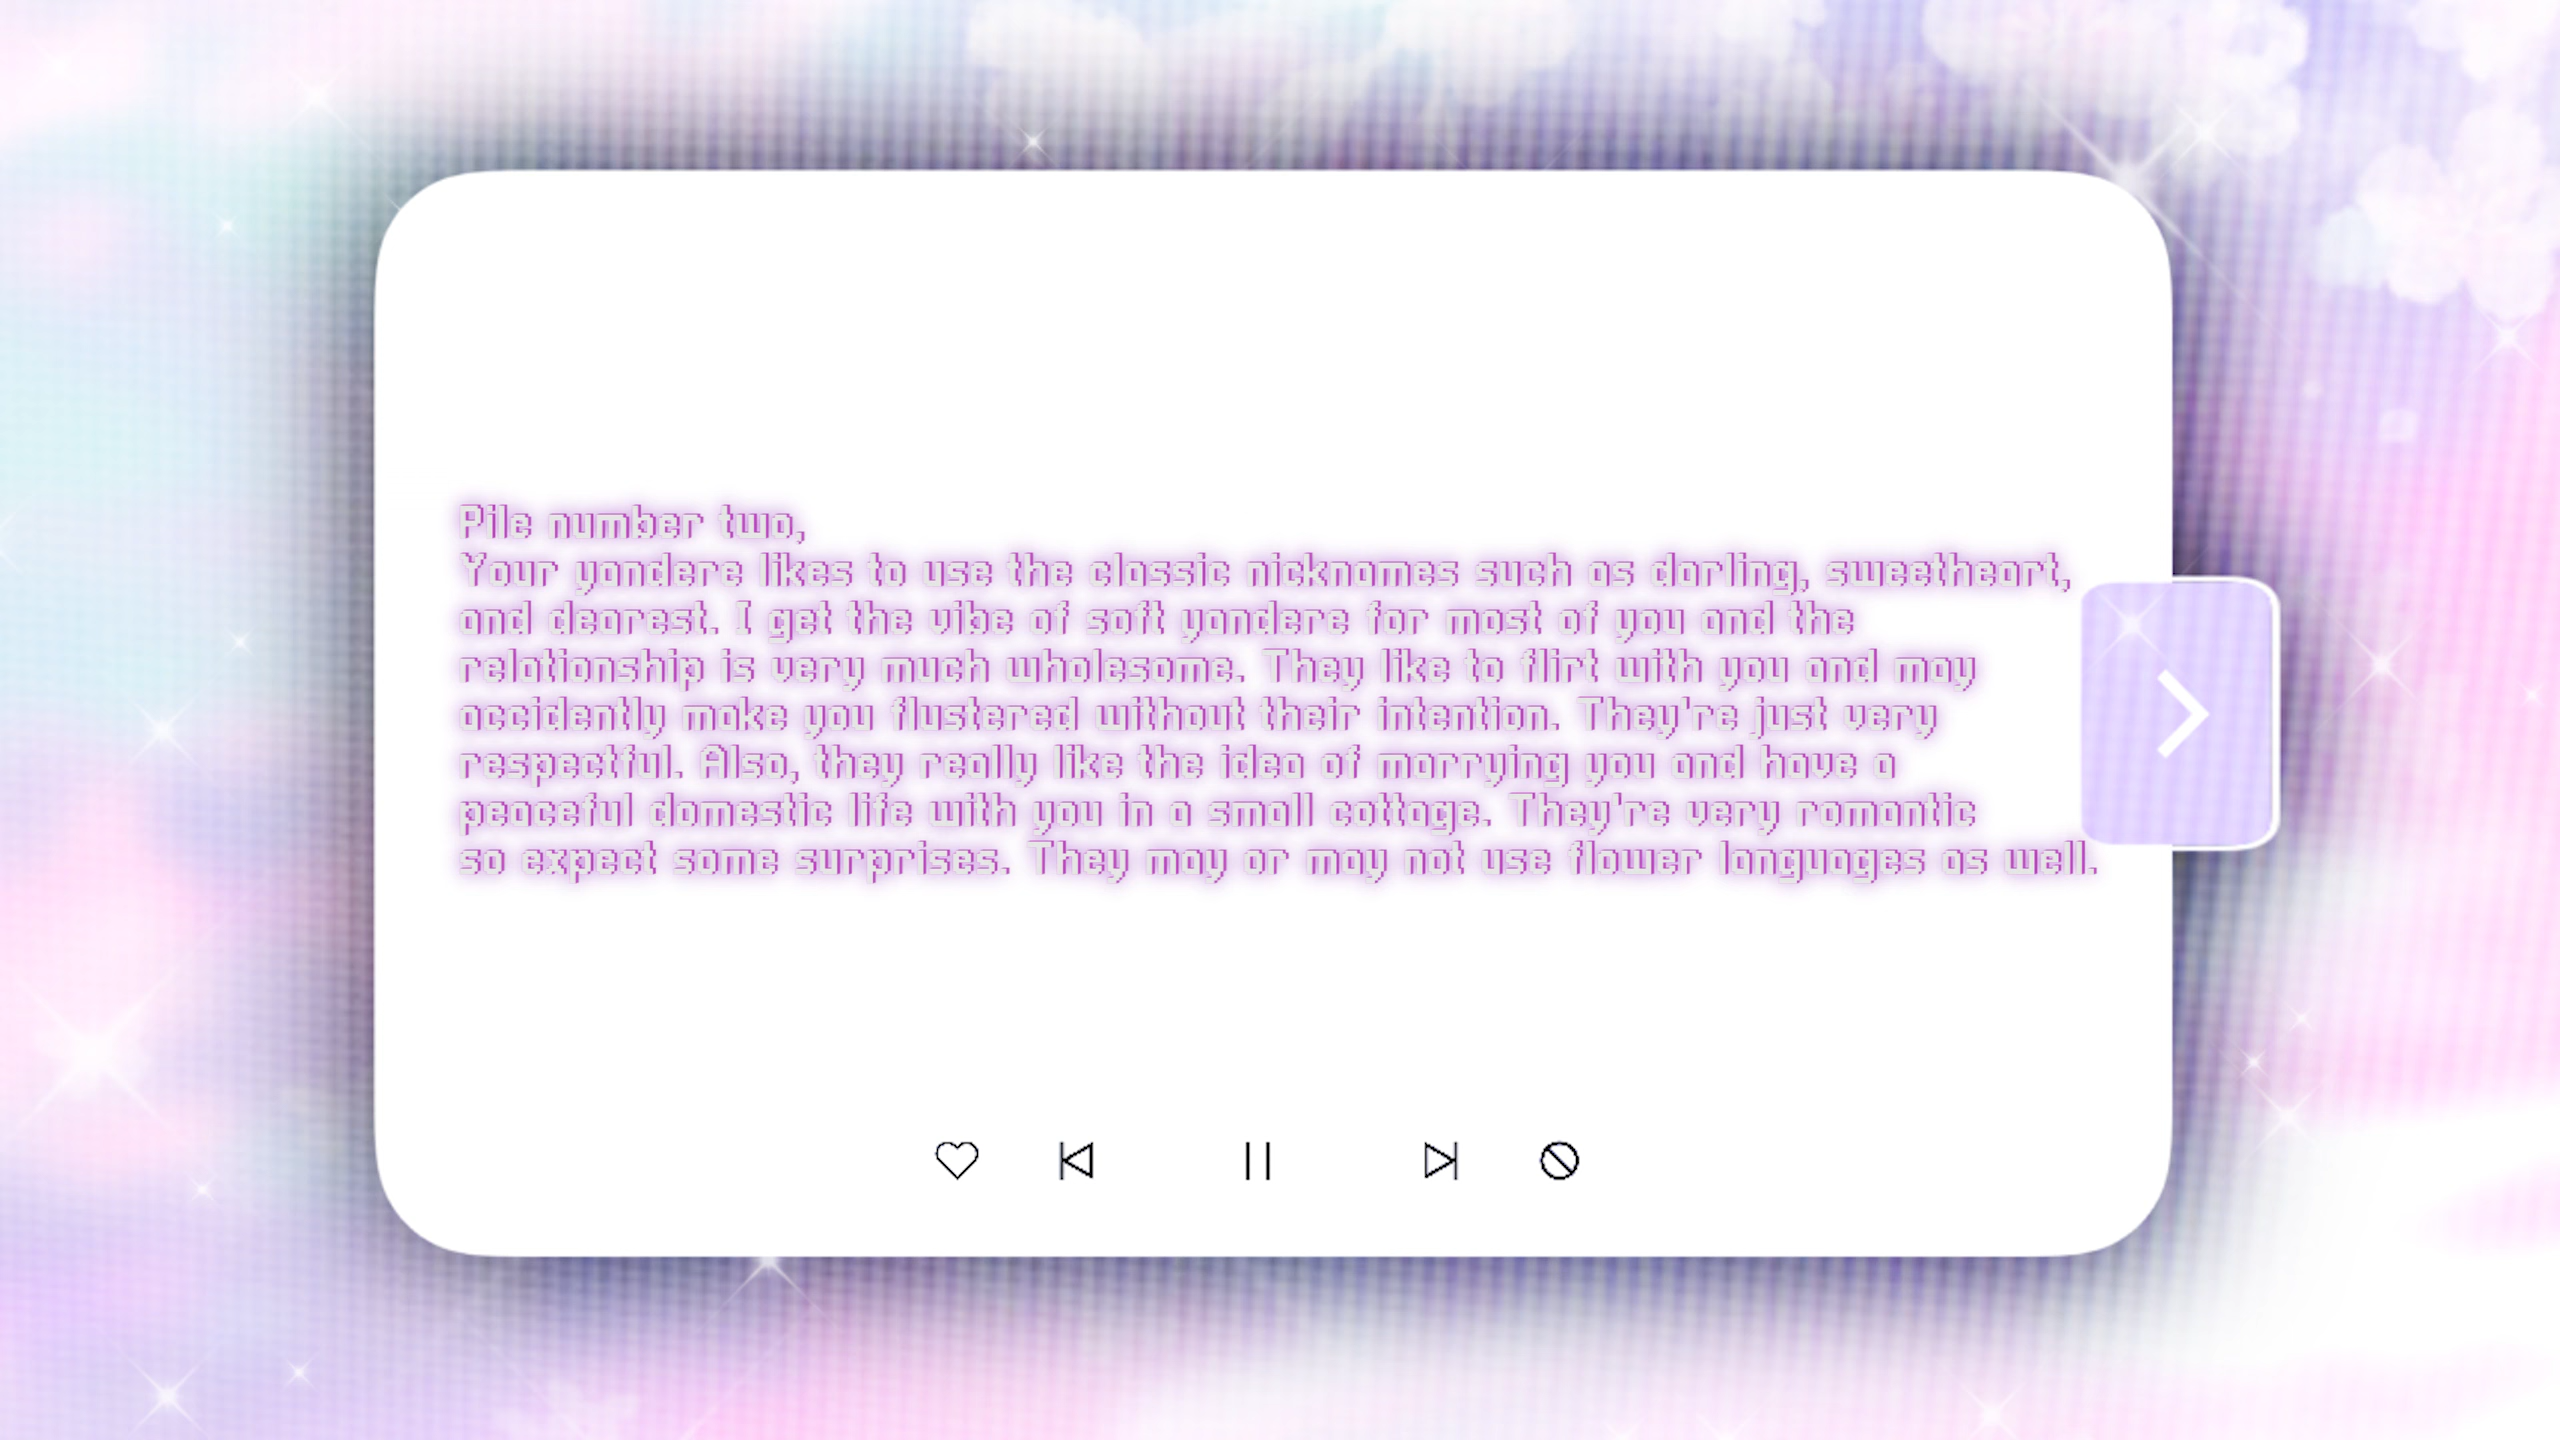 Pile number two,
Your yandere likes to use the classic nicknames such as darling, sweetheart,
and dearest. I get the vibe of soft yandere for most of you and the
relationship is very much wholesome. They like to flirt with you and may
accidently make you flustered without their intention. They're just very
respectful. Also, they really like the idea of marrying you and have a
peaceful domestic life with you in a small cottage. They're very romantic
so expect some surprises. They may or may not use flower languages as well.